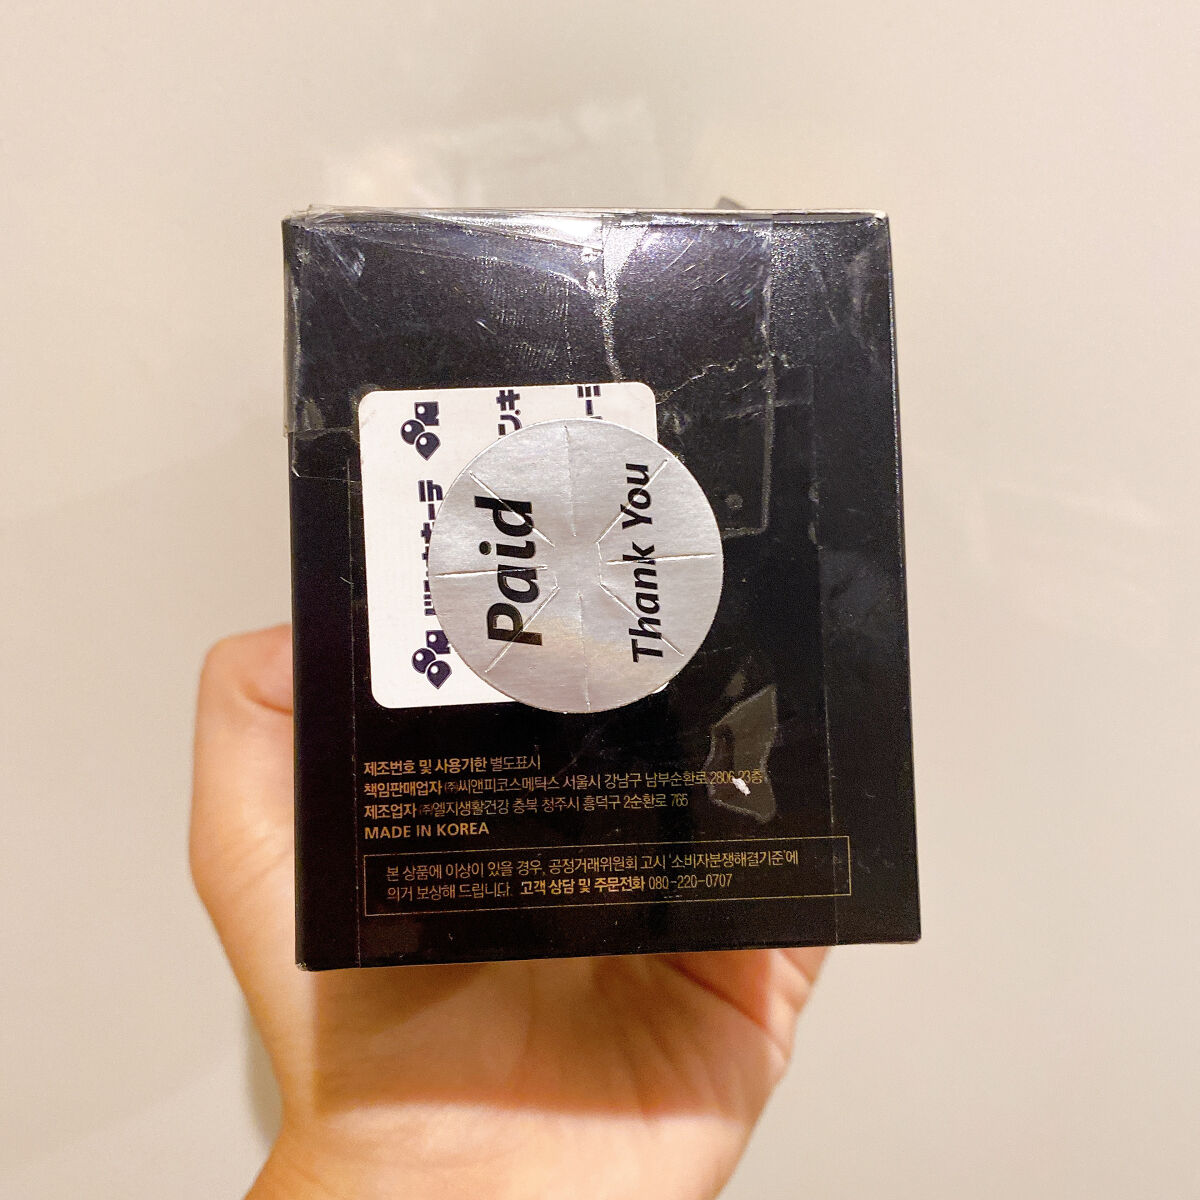 Paid
Thank You
제조번호 및 사용기한 별도표시
책임판매업자 ㈜씨앤피코스메틱스 서울시 강남구 남부순환로 2806 23층
제조업자 ㈜엘지생활건강 충북 청주시 흥덕구 2순환로 766
MADE IN KOREA
본 상품에 이상이 있을 경우, 공정거래위원회 고시 '소비자분쟁해결기준'에
의거 보상해 드립니다. 고객 상담 및 주문전화 080-220-0707